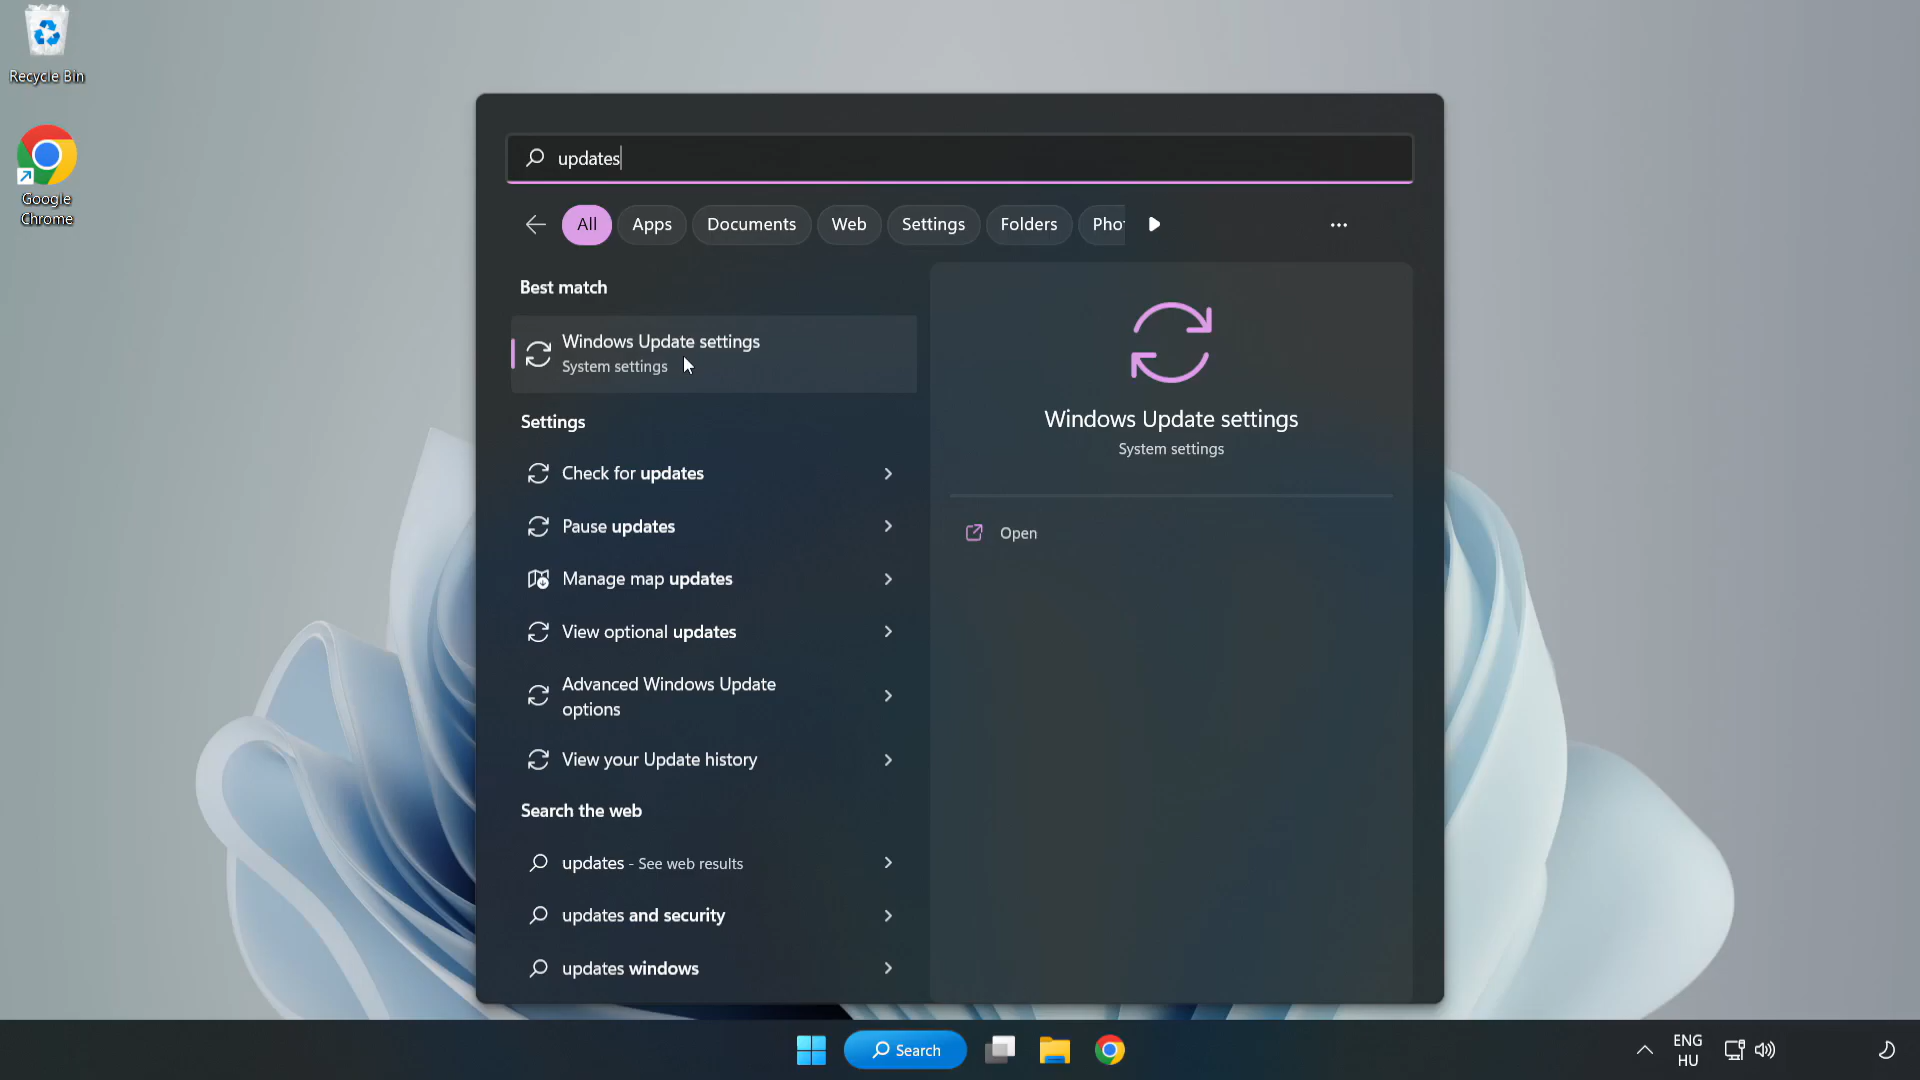 Recycle Bin
Google
Chrome
updates
All
Apps
Documents
Web
Settings
Folders
Best match
Windows Update settings
System settings
Settings
Check for updates
Pause updates
Manage map updates
View optional updates
Advanced Windows Update
options
View your Update history
Search the web
updates - See web results
updates and security
updates windows
Windows Update settings
System settings
Open
Search
ENG
HU